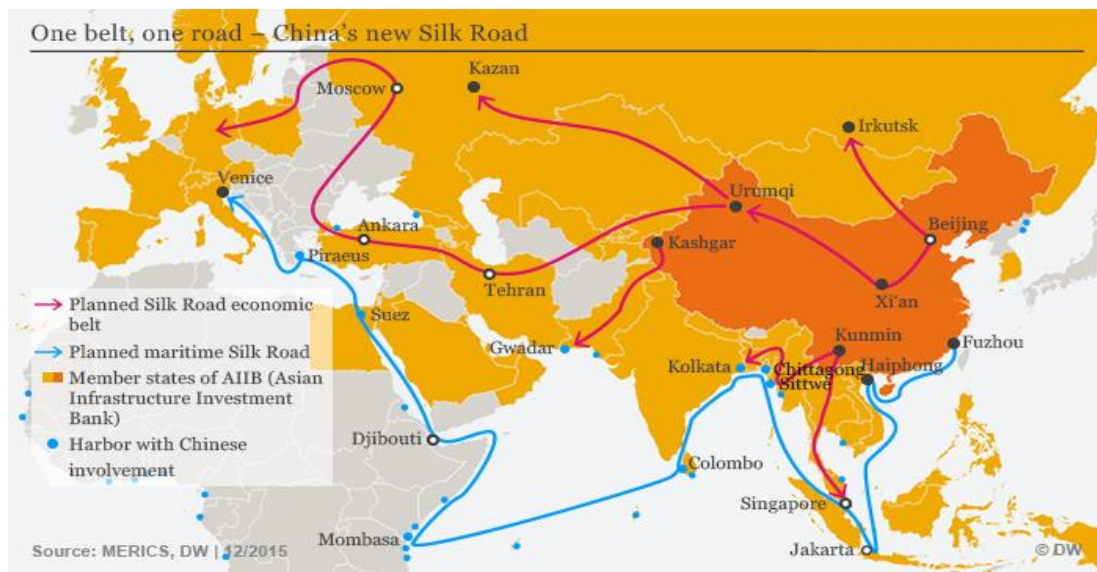 One belt, one road – China's new Silk Road
Kazan
Moscow
Irkutsk
Venice
Urumqi
Ankara
Beijing
Kashgar
Piraeus
Tehran
Xi'an
Planned Silk Road economic
belt
Suez
Kunmin
Fuzhou
Planned maritime Silk Road
Gwadar
Haiphong
Kolkata
Chittagong
Sittwe
Member states of AIIB (Asian
Infrastructure Investment
Bank)
Harbor with Chinese
involvement
Djibouti
Colombo
Singapore
Mombasa
Jakarta
Source: MERICS, DW | 12/2015
© DW